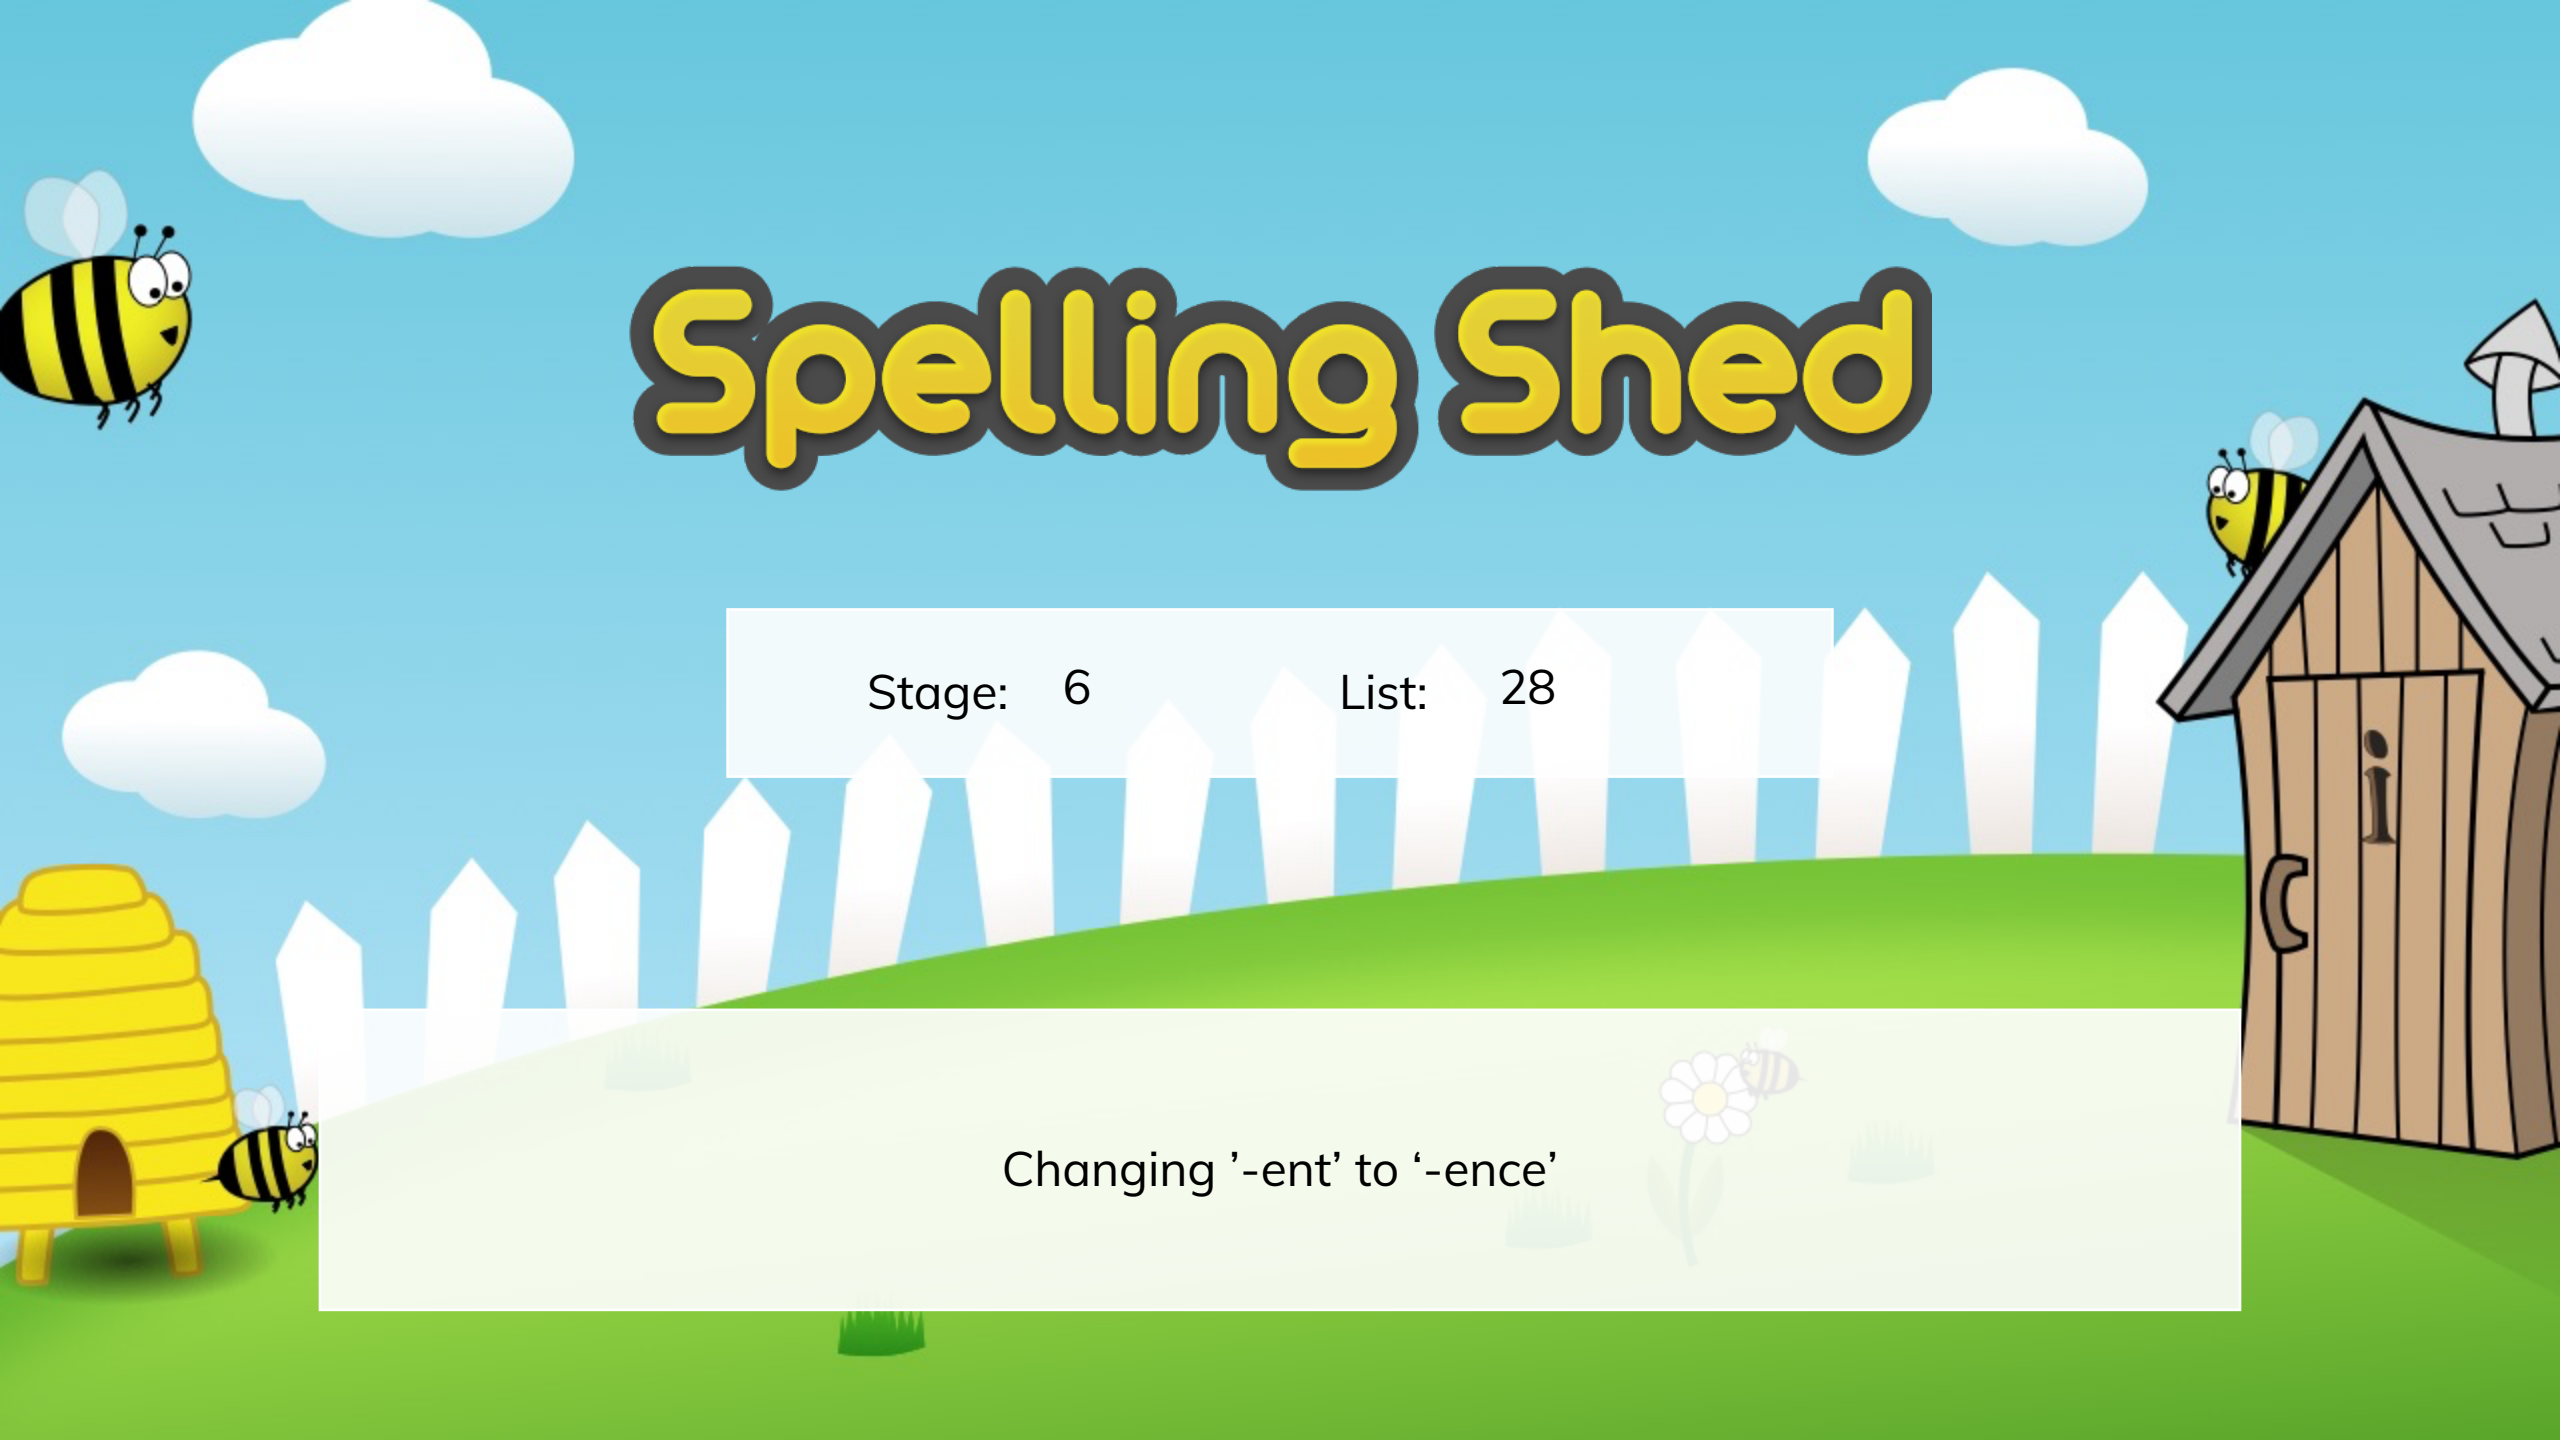 Spelling Shed
Stage: 6 List: 28
i
Changing ’-ent’ to ‘-ence’